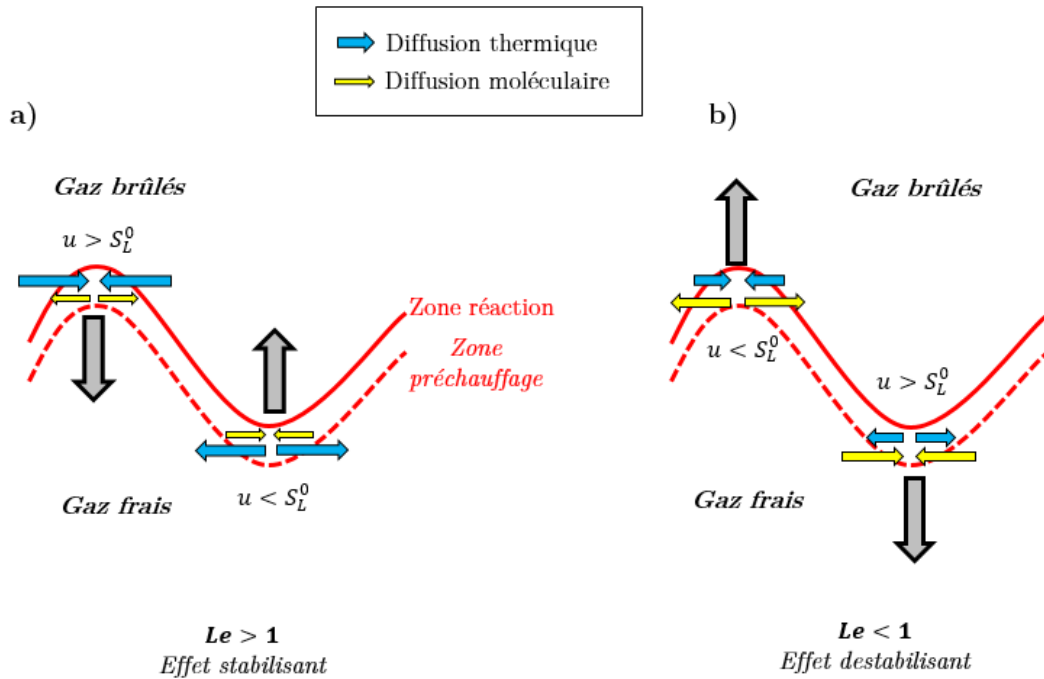 Diffusion thermique
Diffusion moléculaire
a)
b)
Gaz brûlés
Gaz brûlés
u > S_L^0
Zone réaction
Zone
préchauffage
u < S_L^0
u > S_L^0
Gaz frais
u < S_L^0
Gaz frais
Le > 1
Effet stabilisant
Le < 1
Effet destabilisant